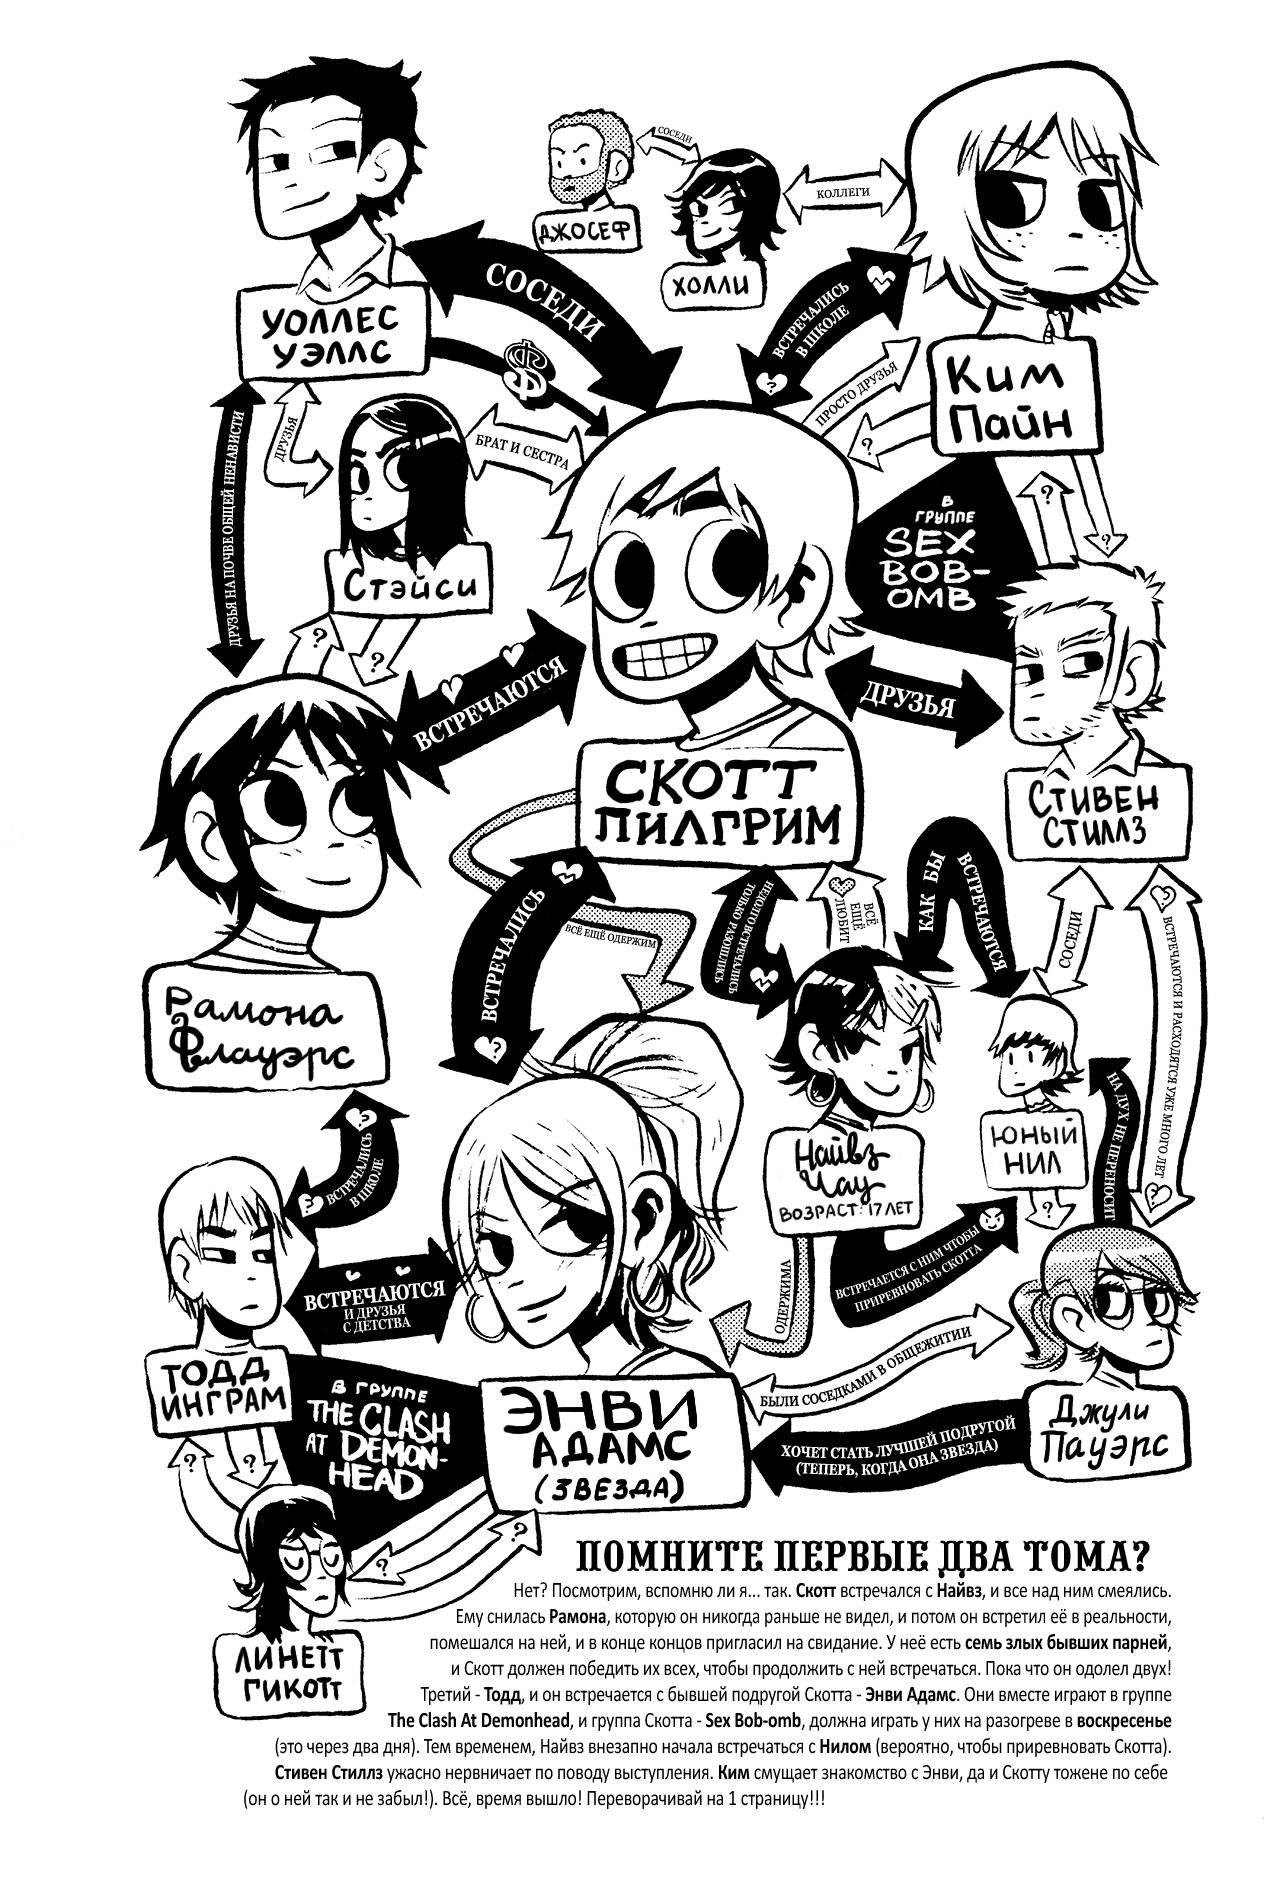 СОСЕДИ
ДЖОСЕФ
ХОЛЛИ
КОЛЛЕГИ
СОСЕДИ
УОЛЛЕС
УЭЛЛС
ВСТРЕЧАЛИСЬ
В ШКОЛЕ
ПРОСТО ДРУЗЬЯ
?
Ким
Пайн
$
ДРУЗЬЯ НА ПОЧВЕ ОБЩЕЙ НЕНАВИСТИ
ДРУЗЬЯ
БРАТ И СЕСТРА
Стэйси
В
ГРУППЕ
SEX
BOB-
OMB
?
?
?
?
ВСТРЕЧАЮТСЯ
ДРУЗЬЯ
СКОТТ
ПИЛГРИМ
СТИВЕН
СТИЛЛЗ
Рамона
Флауэрс
ВСТРЕЧАЛИСЬ
?
ВСЁ ЕЩЁ ОДЕРЖИМ
НЕДОЛГО ВСТРЕЧАЛИСЬ
ТОЛЬКО РАЗОШЛИСЬ
ВСЁ
ЕЩЁ
ЛЮБИТ
КАК БЫ
ВСТРЕЧАЮТСЯ
СОСЕДИ
ВСТРЕЧАЮТСЯ И РАСХОДЯТСЯ УЖЕ МНОГО ЛЕТ
НА ДУХ НЕ ПЕРЕНОСИТ
Найвз
Чау
ВОЗРАСТ: 17 ЛЕТ
ЮНЫЙ
НИЛ
?
ВСТРЕЧАЛИСЬ
В ШКОЛЕ
ВСТРЕЧАЮТСЯ
И ДРУЗЬЯ
С ДЕТСТВА
ОДЕРЖИМА
ВСТРЕЧАЕТСЯ С НИМ ЧТОБЫ
ПРИРЕВНОВАТЬ СКОТТА
БЫЛИ СОСЕДКАМИ В ОБЩЕЖИТИИ
ТОДД
ИНГРАМ
В ГРУППЕ
THE CLASH
AT DEMON-
HEAD
ЭНВИ
АДАМС
(ЗВЕЗДА)
ХОЧЕТ СТАТЬ ЛУЧШЕЙ ПОДРУГОЙ
(ТЕПЕРЬ, КОГДА ОНА ЗВЕЗДА)
Джули
Пауэрс
?
?
?
?
ЛИНЕТТ
ГИКОТТ
ПОМНИТЕ ПЕРВЫЕ ДВА ТОМА?
Нет? Посмотрим, вспомню ли я... так. Скотт встречался с Найвз, и все над ним смеялись.
Ему снилась Рамона, которую он никогда раньше не видел, и потом он встретил её в реальности,
помешался на ней, и в конце концов пригласил на свидание. У неё есть семь злых бывших парней,
и Скотт должен победить их всех, чтобы продолжить с ней встречаться. Пока что он одолел двух!
Третий - Тодд, и он встречается с бывшей подругой Скотта - Энви Адамс. Они вместе играют в группе
The Clash At Demonhead, и группа Скотта - Sex Bob-omb, должна играть у них на разогреве в воскресенье
(это через два дня). Тем временем, Найвз внезапно начала встречаться с Нилом (вероятно, чтобы приревновать Скотта).
Стивен Стиллз ужасно нервничает по поводу выступления. Ким смущает знакомство с Энви, да и Скотту тожене по себе
(он о ней так и не забыл!). Всё, время вышло! Переворачивай на 1 страницу!!!